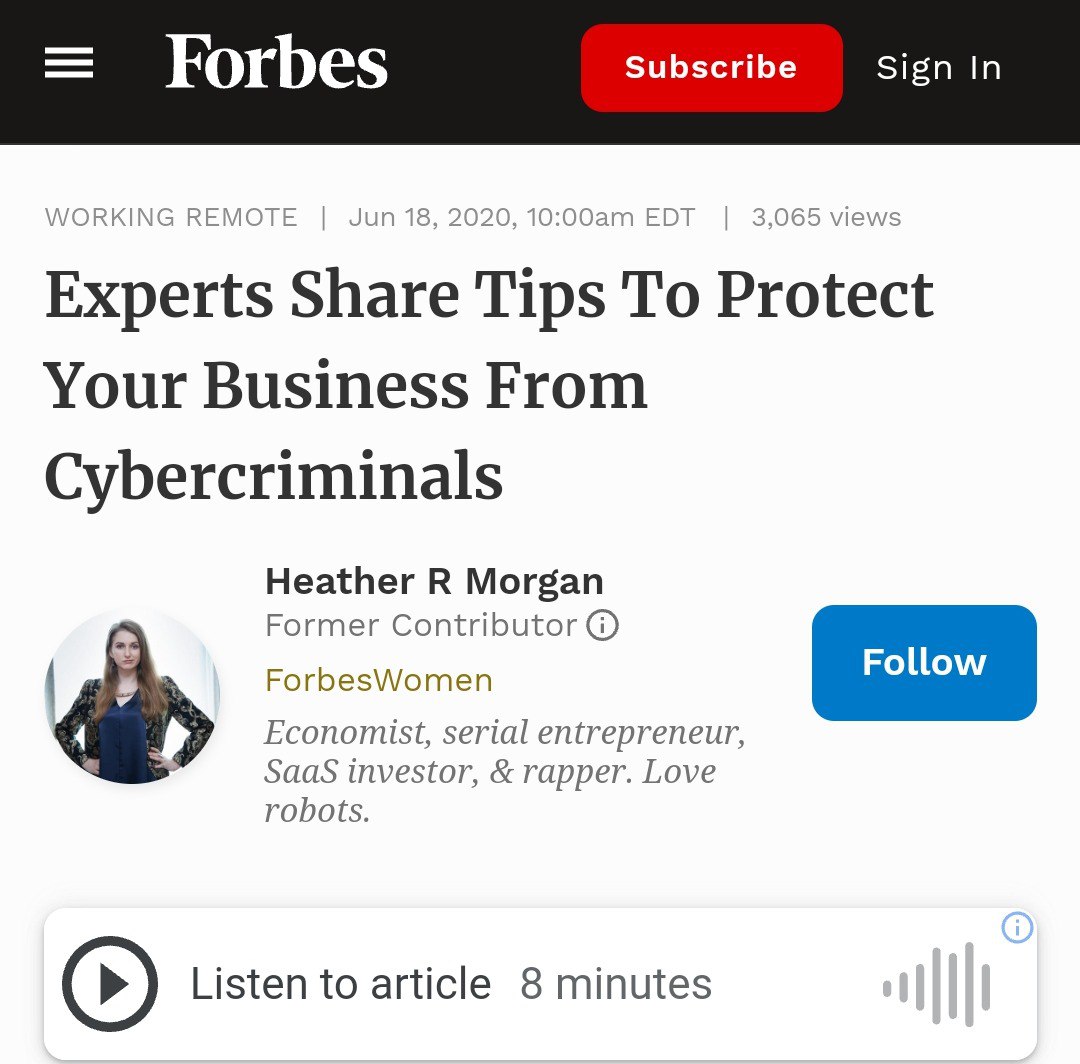 Forbes
Subscribe
Sign In
WORKING REMOTE | Jun 18, 2020, 10:00am EDT | 3,065 views
Experts Share Tips To Protect
Your Business From
Cybercriminals
Heather R Morgan
Former Contributor
ForbesWomen
Economist, serial entrepreneur,
SaaS investor, & rapper. Love
robots.
Follow
Listen to article 8 minutes